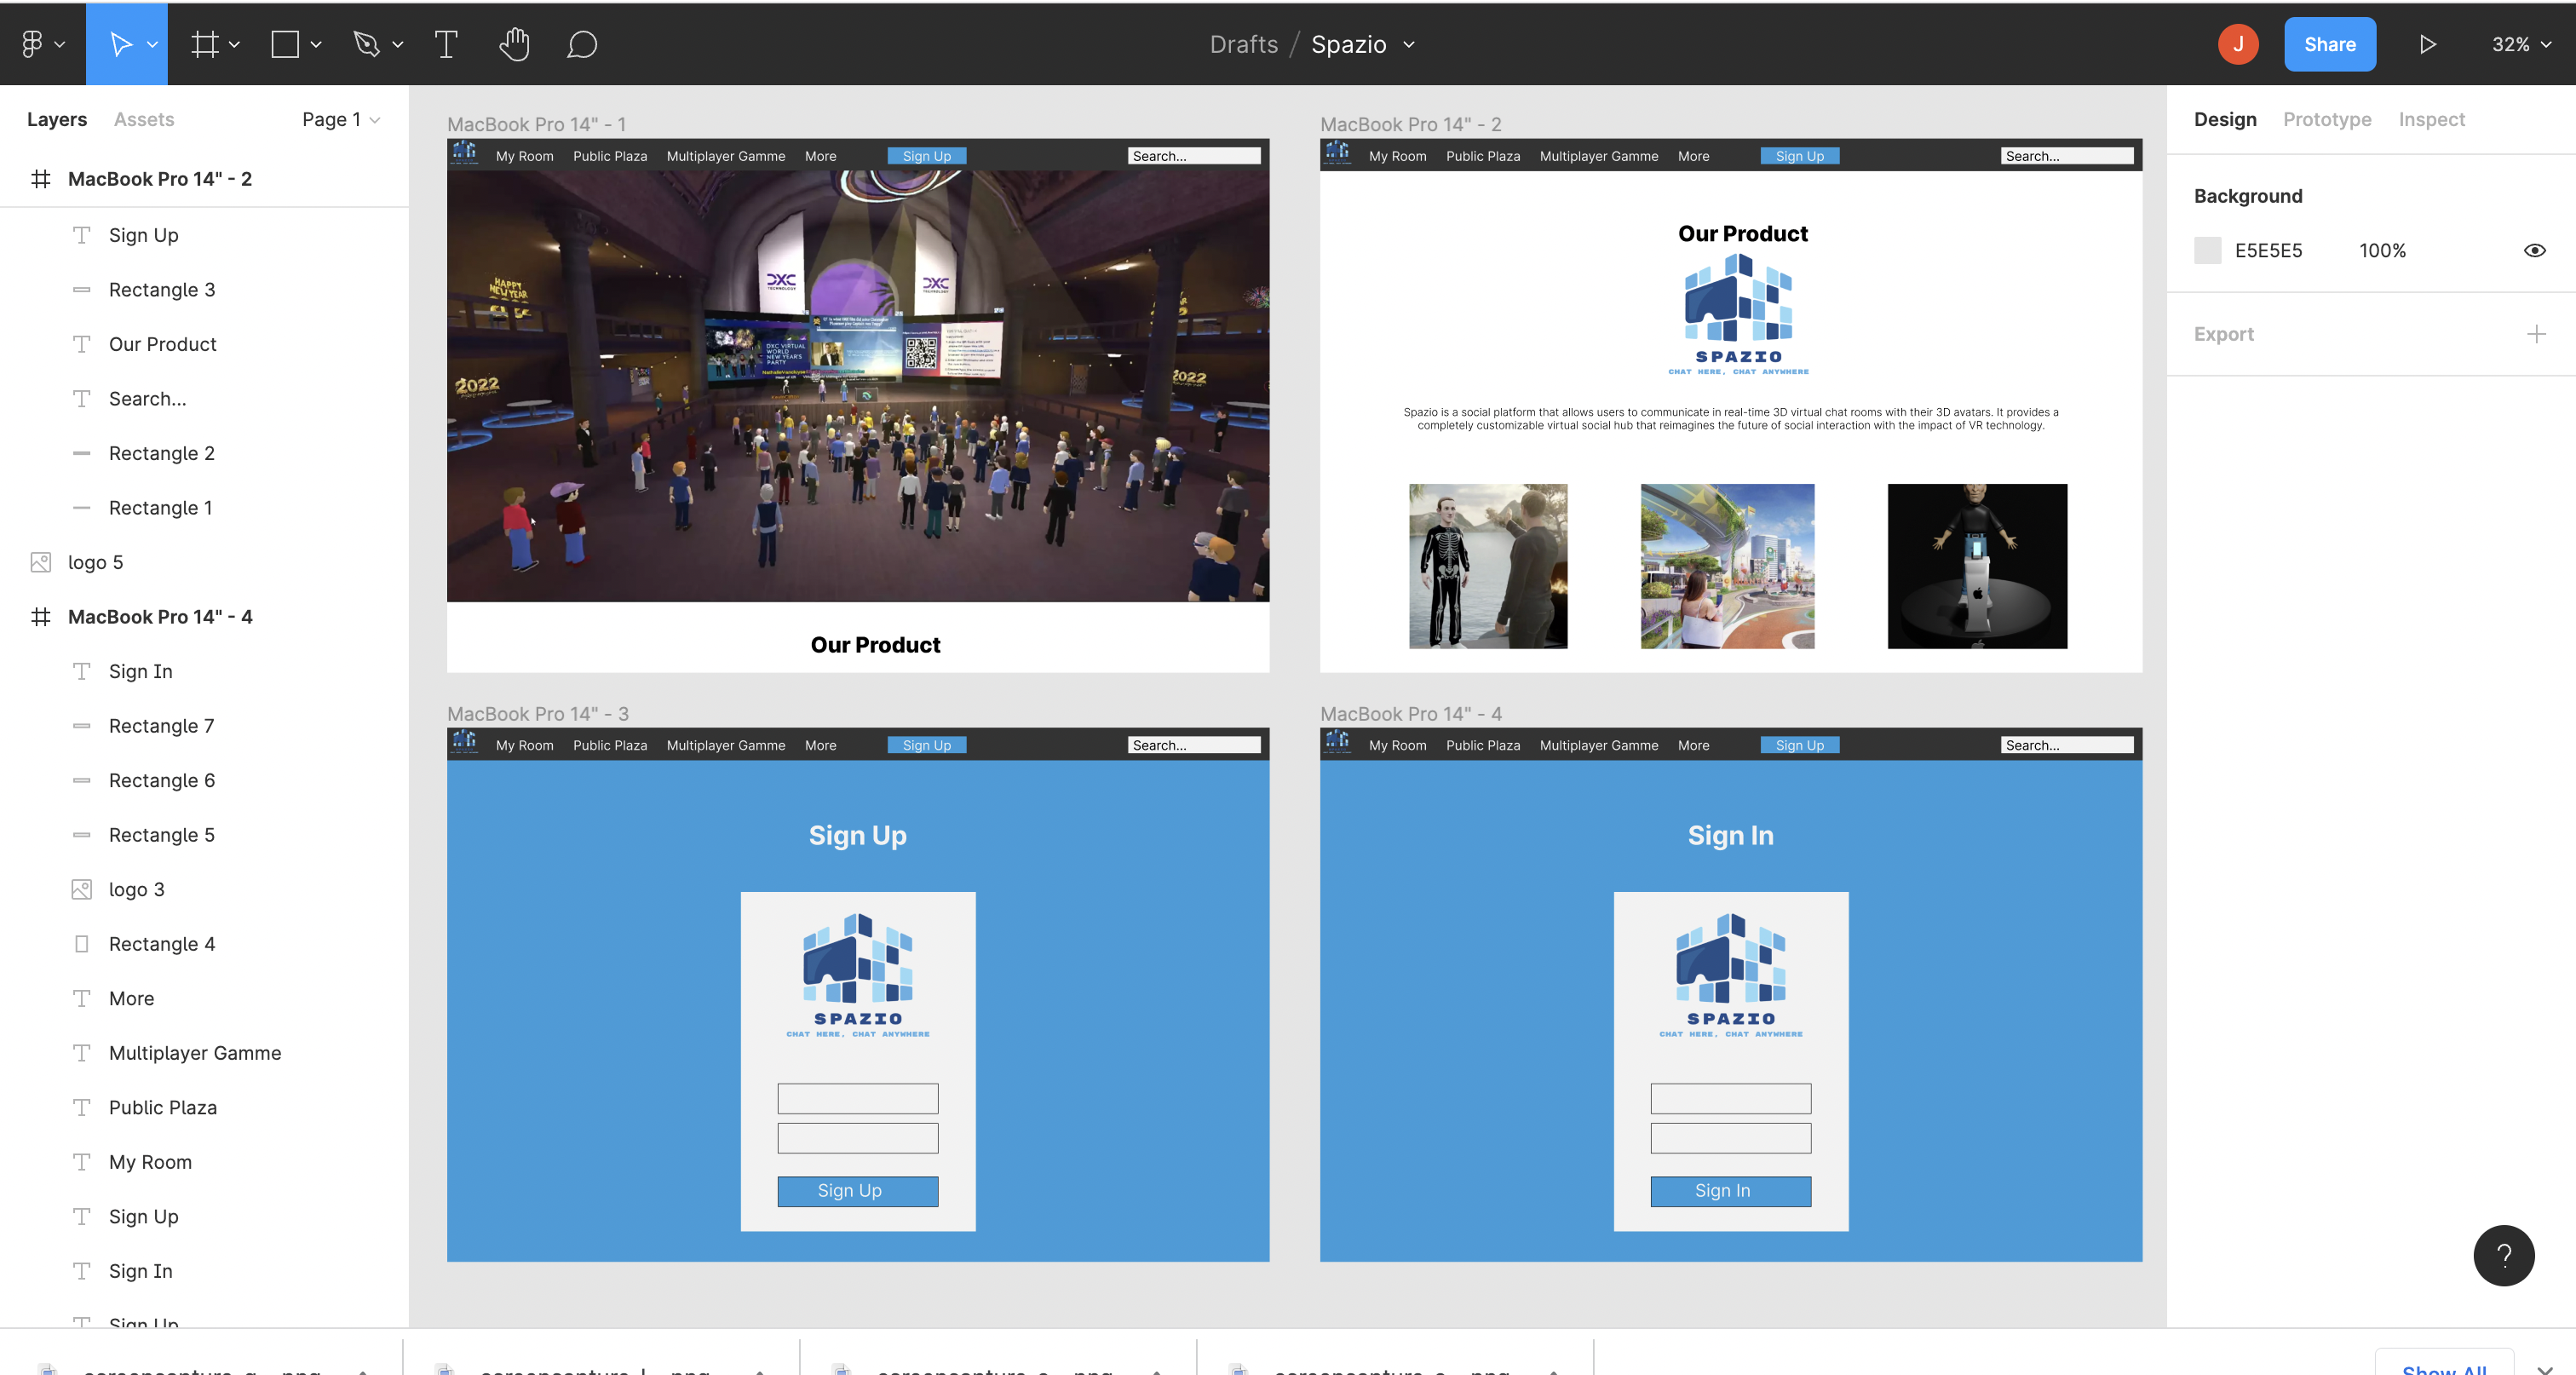 Drafts / Spazio
J
Share
32%
Layers
Assets
Page 1
MacBook Pro 14" - 2
Sign Up
Rectangle 3
Our Product
Search...
Rectangle 2
Rectangle 1
logo 5
MacBook Pro 14" - 4
Sign In
Rectangle 7
Rectangle 6
Rectangle 5
logo 3
Rectangle 4
More
Multiplayer Gamme
Public Plaza
My Room
Sign Up
Sign In
Sign Up
MacBook Pro 14" - 1
My Room Public Plaza Multiplayer Gamme More Sign Up Search...
HAPPY
NEW YEAR
DXC
TECHNOLOGY
DXC
TECHNOLOGY
DXC VIRTUAL
WORLD
NEW YEAR'S
PARTY
2022
2022
Our Product
MacBook Pro 14" - 2
My Room Public Plaza Multiplayer Gamme More Sign Up Search...
Our Product
SPAZIO
CHAT HERE, CHAT ANYWHERE
Spazio is a social platform that allows users to communicate in real-time 3D virtual chat rooms with their 3D avatars. It provides a
completely customizable virtual social hub that reimagines the future of social interaction with the impact of VR technology.
MacBook Pro 14" - 3
My Room Public Plaza Multiplayer Gamme More Sign Up Search...
Sign Up
SPAZIO
CHAT HERE, CHAT ANYWHERE
Sign Up
MacBook Pro 14" - 4
My Room Public Plaza Multiplayer Gamme More Sign Up Search...
Sign In
SPAZIO
CHAT HERE, CHAT ANYWHERE
Sign In
Design
Prototype
Inspect
Background
E5E5E5 100%
Export
?
Show All